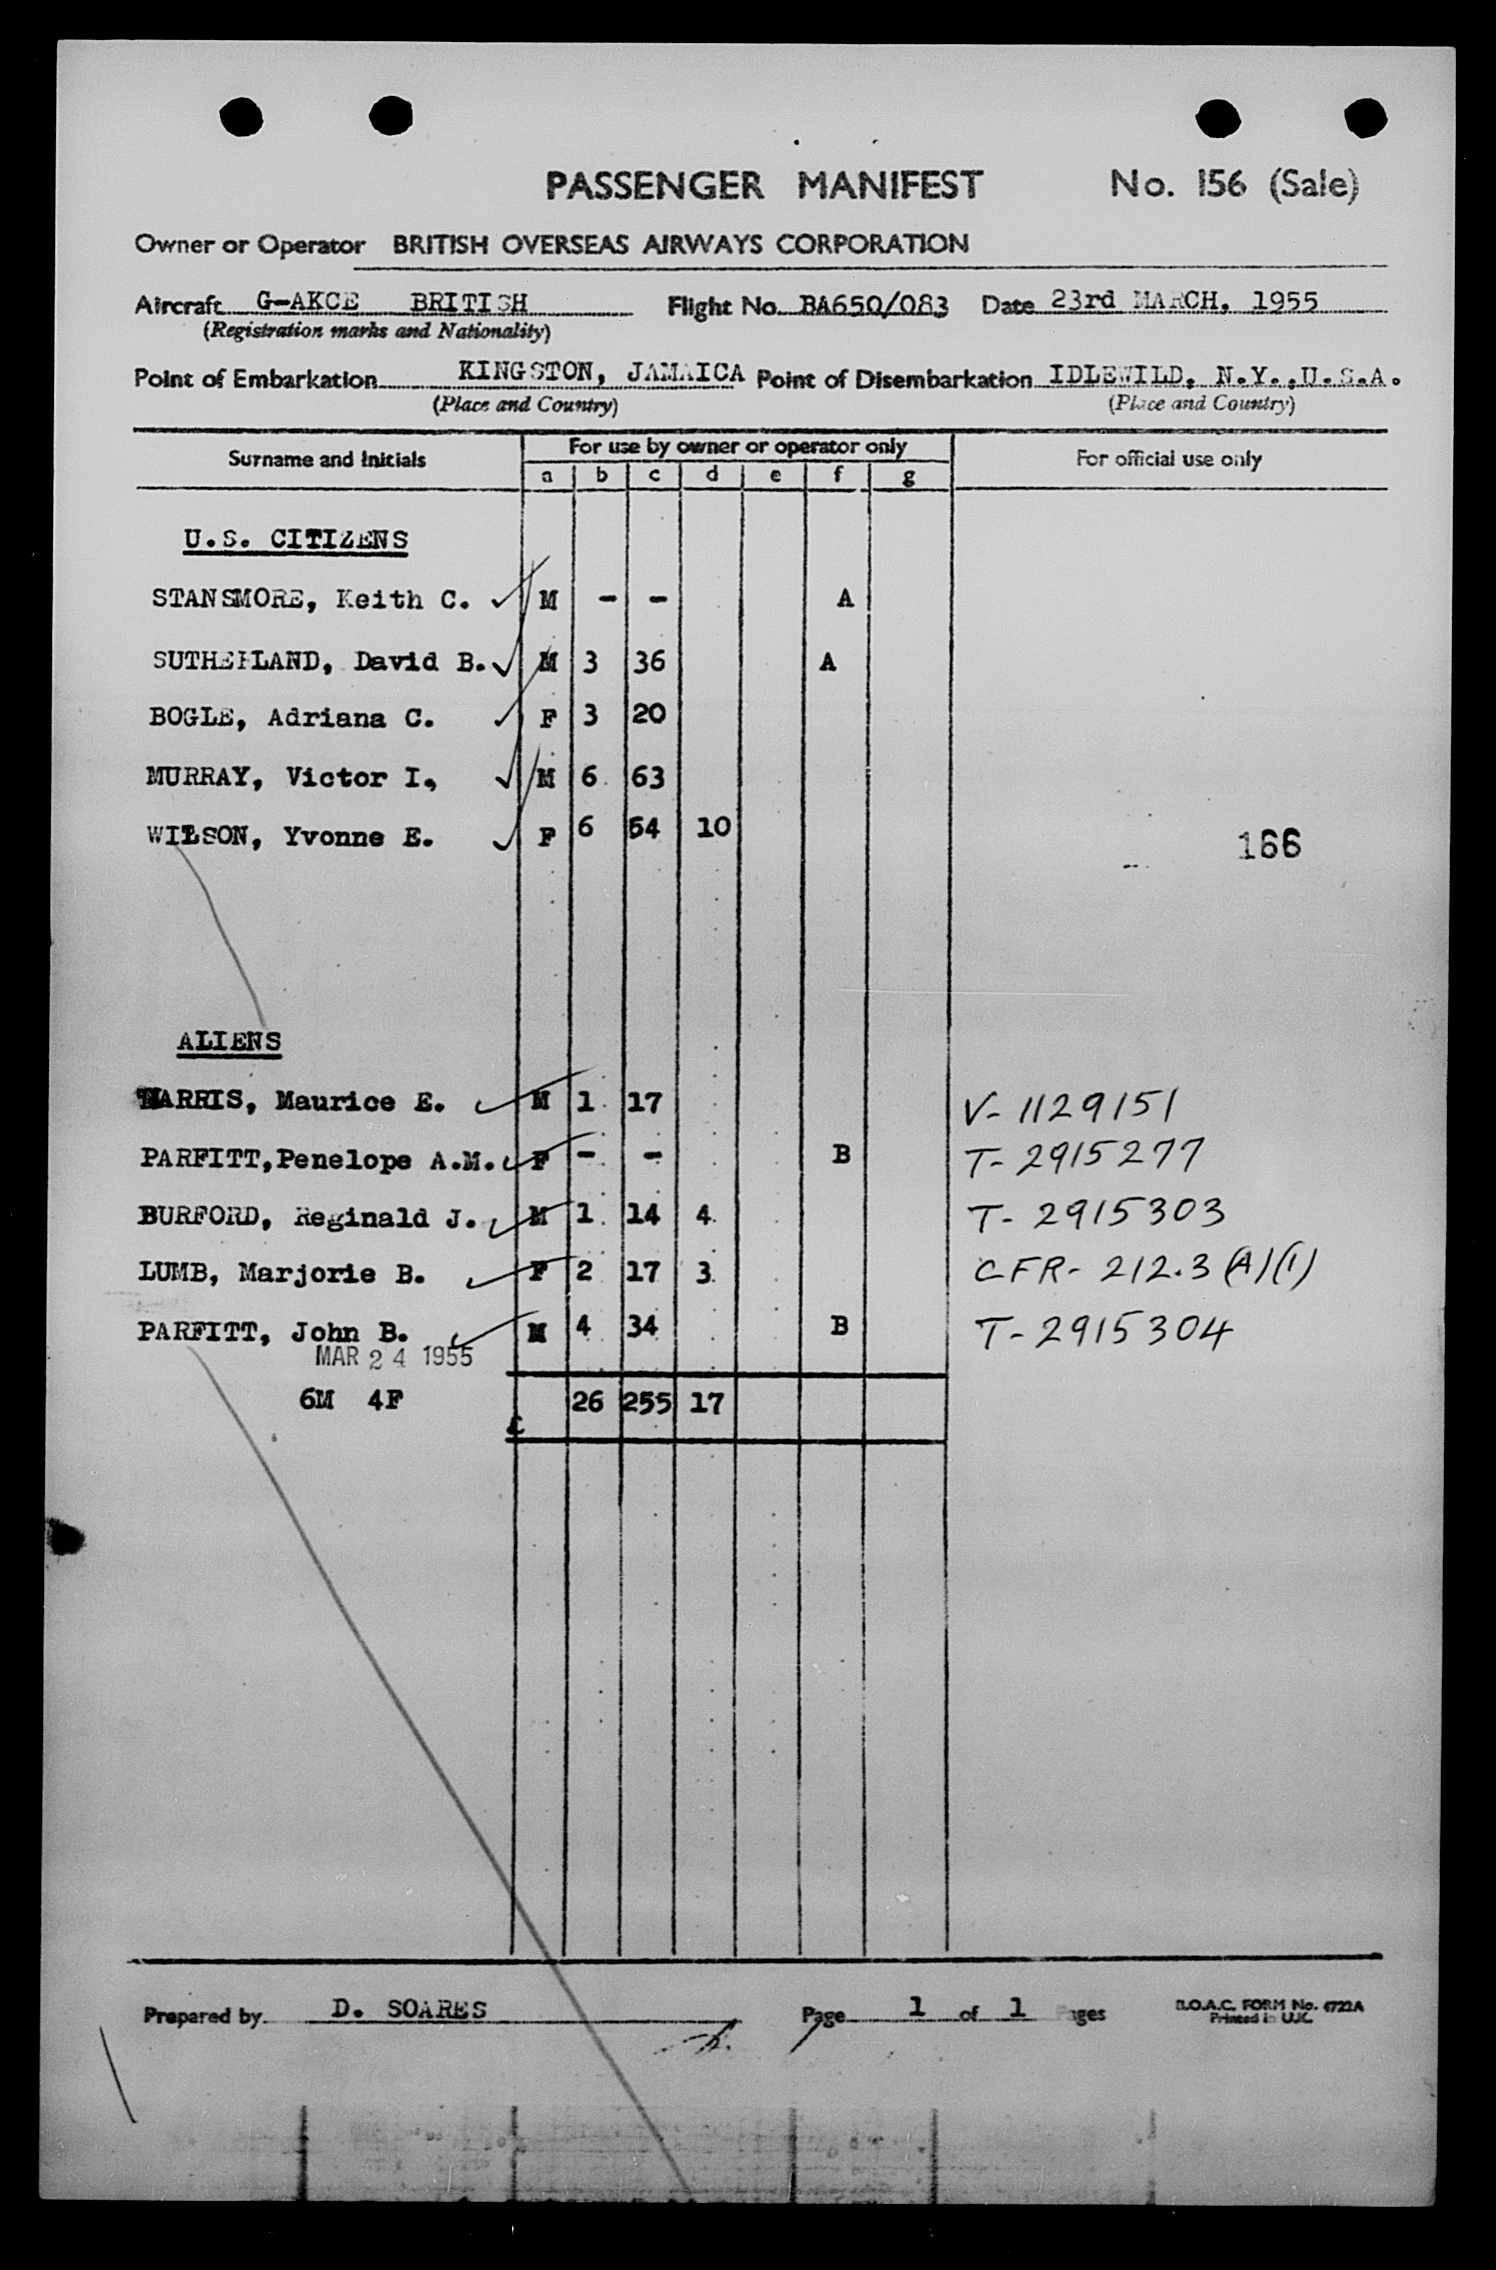 PASSENGER MANIFEST No. 156 (Sale)
Owner or Operator BRITISH OVERSEAS AIRWAYS CORPORATION
Aircraft G-AKCE BRITISH Flight No. BA650/083 Date 23rd MARCH, 1955
(Registration marks and Nationality)
Point of Embarkation KINGSTON, JAMAICA Point of Disembarkation IDLEWILD, N.Y.,U.S.A.
(Place and Country) (Place and Country)
Surname and Initials For use by owner or operator only For official use only
a b c d e f g
U.S. CITIZENS
STANSMORE, Keith C. M - - A
SUTHERLAND, David B. M 3 36 A
BOGLE, Adriana C. F 3 20
MURRAY, Victor I. M 6 63
WILSON, Yvonne E. F 6 54 10
166
ALIENS
HARRIS, Maurice E. M 1 17 V-1129151
PARFITT, Penelope A.M. F - - B T-2915277
BURFORD, Reginald J. M 1 14 4 T-2915303
LUMB, Marjorie B. F 2 17 3 CFR-212.3(A)(1)
PARFITT, John B. M 4 34 B T-2915304
MAR 24 1955
6M 4F 26 255 17
Prepared by D. SOARES Page 1 of 1 Pages B.O.A.C. FORM No. 4722A
Printed in U.K.